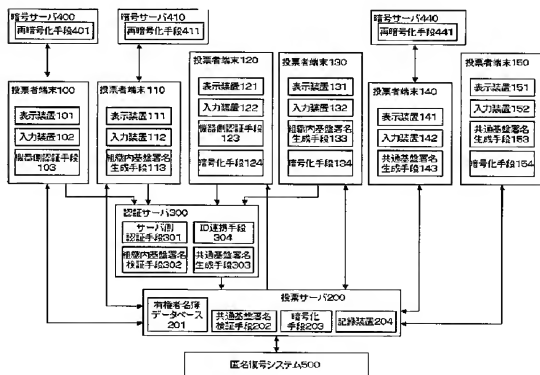 暗号サーバ400
再暗号化手段401
暗号サーバ410
再暗号化手段411
暗号サーバ440
再暗号化手段441
投票者端末100
表示装置101
入力装置102
機器側認証手段
103
投票者端末110
表示装置111
入力装置112
組織内基盤署名
生成手段113
投票者端末120
表示装置121
入力装置122
機器側認証手段
123
暗号化手段124
投票者端末130
表示装置131
入力装置132
組織内基盤署名
生成手段133
暗号化手段134
投票者端末140
表示装置141
入力装置142
共通基盤署名
生成手段143
投票者端末150
表示装置151
入力装置152
共通基盤署名
生成手段153
暗号化手段154
認証サーバ300
サーバ側
認証手段301
ID連携手段
304
組織内基盤署名
検証手段302
共通基盤署名
生成手段303
投票サーバ200
有権者名簿
データベース
201
共通基盤署名
検証手段202
暗号化
手段203
記録装置204
匿名復号システム500